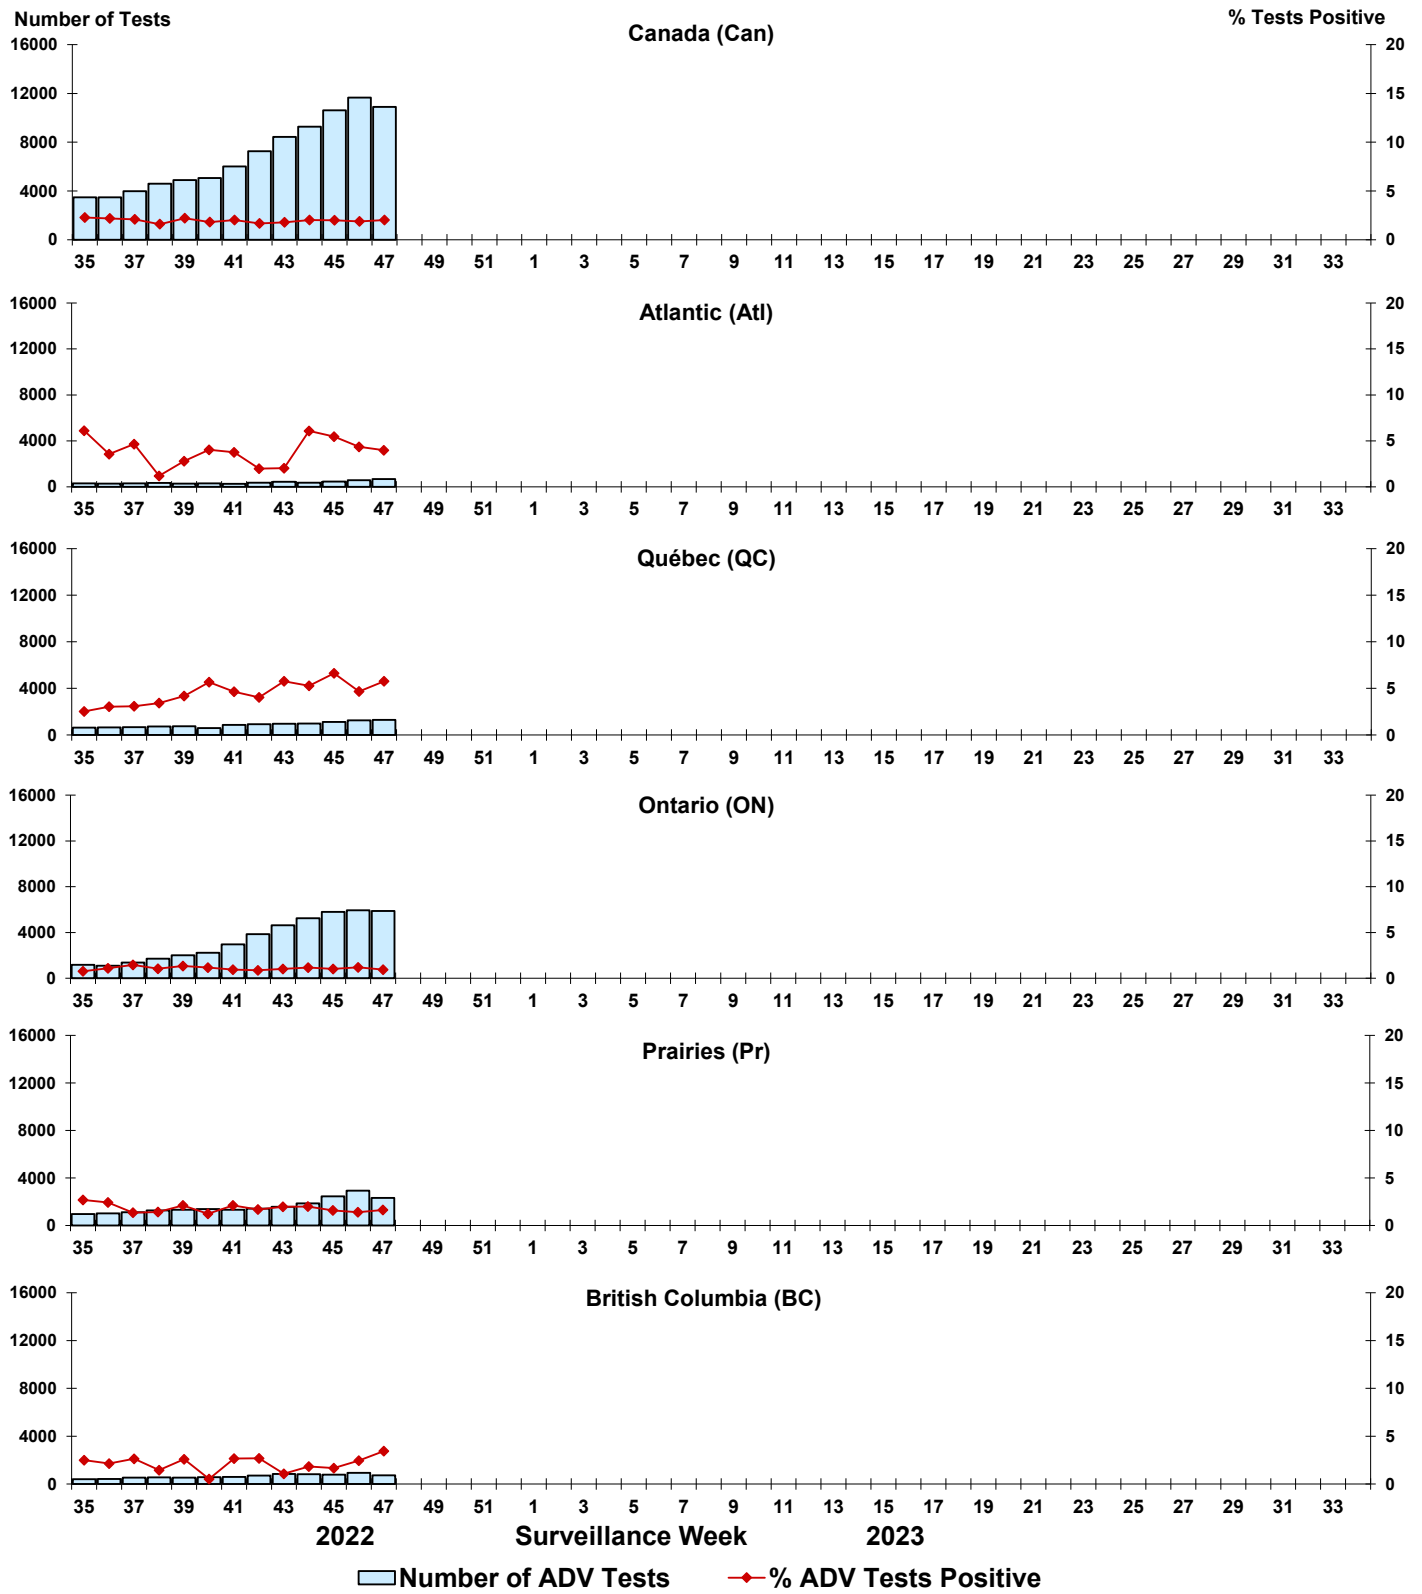 Number of Tests
% Tests Positive
Canada (Can)
16000 20
12000 15
8000 10
4000 5
0 0
35 37 39 41 43 45 47 49 51 1 3 5 7 9 11 13 15 17 19 21 23 25 27 29 31 33
Atlantic (Atl)
16000 20
12000 15
8000 10
4000 5
0 0
35 37 39 41 43 45 47 49 51 1 3 5 7 9 11 13 15 17 19 21 23 25 27 29 31 33
Québec (QC)
16000 20
12000 15
8000 10
4000 5
0 0
35 37 39 41 43 45 47 49 51 1 3 5 7 9 11 13 15 17 19 21 23 25 27 29 31 33
Ontario (ON)
16000 20
12000 15
8000 10
4000 5
0 0
35 37 39 41 43 45 47 49 51 1 3 5 7 9 11 13 15 17 19 21 23 25 27 29 31 33
Prairies (Pr)
16000 20
12000 15
8000 10
4000 5
0 0
35 37 39 41 43 45 47 49 51 1 3 5 7 9 11 13 15 17 19 21 23 25 27 29 31 33
British Columbia (BC)
16000 20
12000 15
8000 10
4000 5
0 0
35 37 39 41 43 45 47 49 51 1 3 5 7 9 11 13 15 17 19 21 23 25 27 29 31 33
2022 Surveillance Week 2023
Number of ADV Tests % ADV Tests Positive